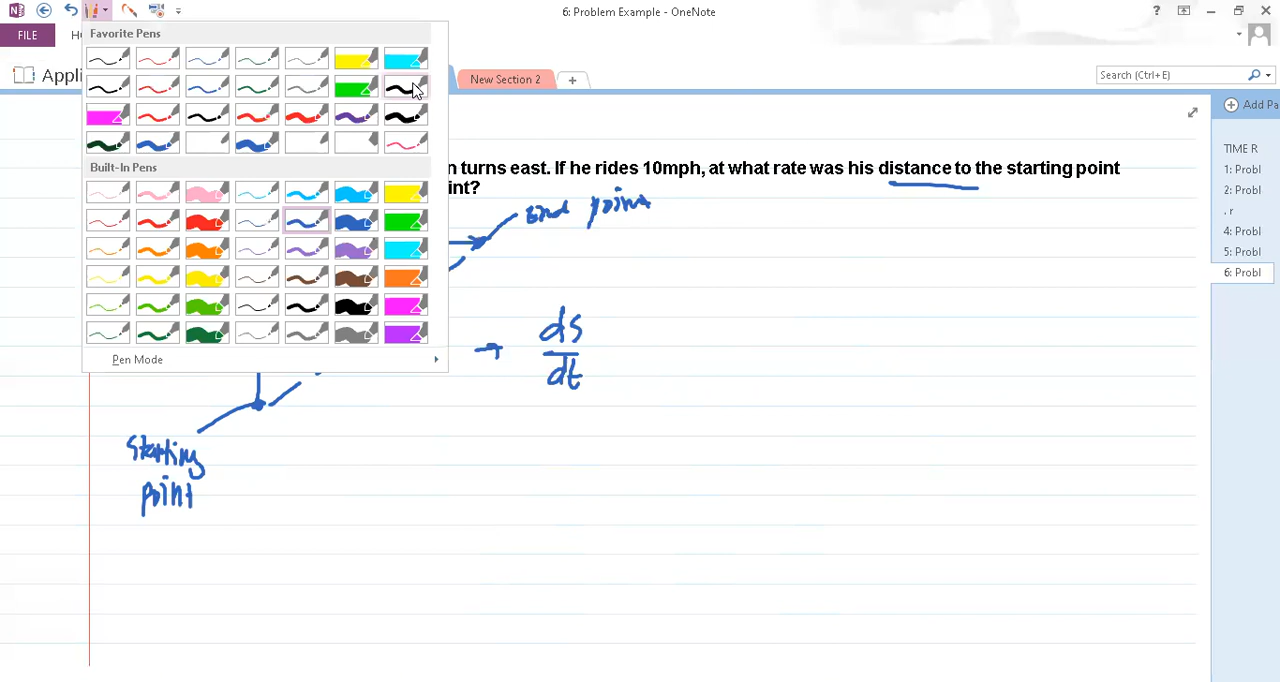 6: Problem Example - OneNote
?
FILE
Appli
New Section 2
+
Search (Ctrl+E)
Favorite Pens
Built-In Pens
Pen Mode
n turns east. If he rides 10mph, at what rate was his distance to the starting point
int?
End point
ds
dt
Starting
point
Add Pa
TIME R
1: Probl
2: Probl
. r
4: Probl
5: Probl
6: Probl